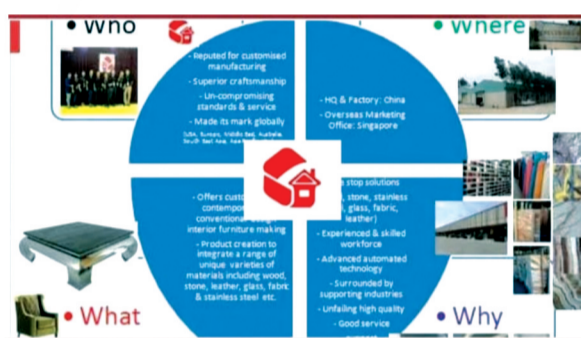 • Who
- Reputed for customised
manufacturing
- Superior craftsmanship
- Un-compromising
standards & service
- Made its mark globally
• Where
- HQ & Factory: China
- Overseas Marketing
Office: Singapore
- Offers
contempo
conventional
interior furniture making
- Product creation to
integrate a range of
unique varieties of
materials including wood,
stone, leather, glass, fabric
& stainless steel etc.
• What
stop solutions
stone, stainless
glass, fabric,
leather)
- Experienced & skilled
workforce
- Advanced automated
technology
- Surrounded by
supporting industries
- Unfailing high quality
- Good service
• Why